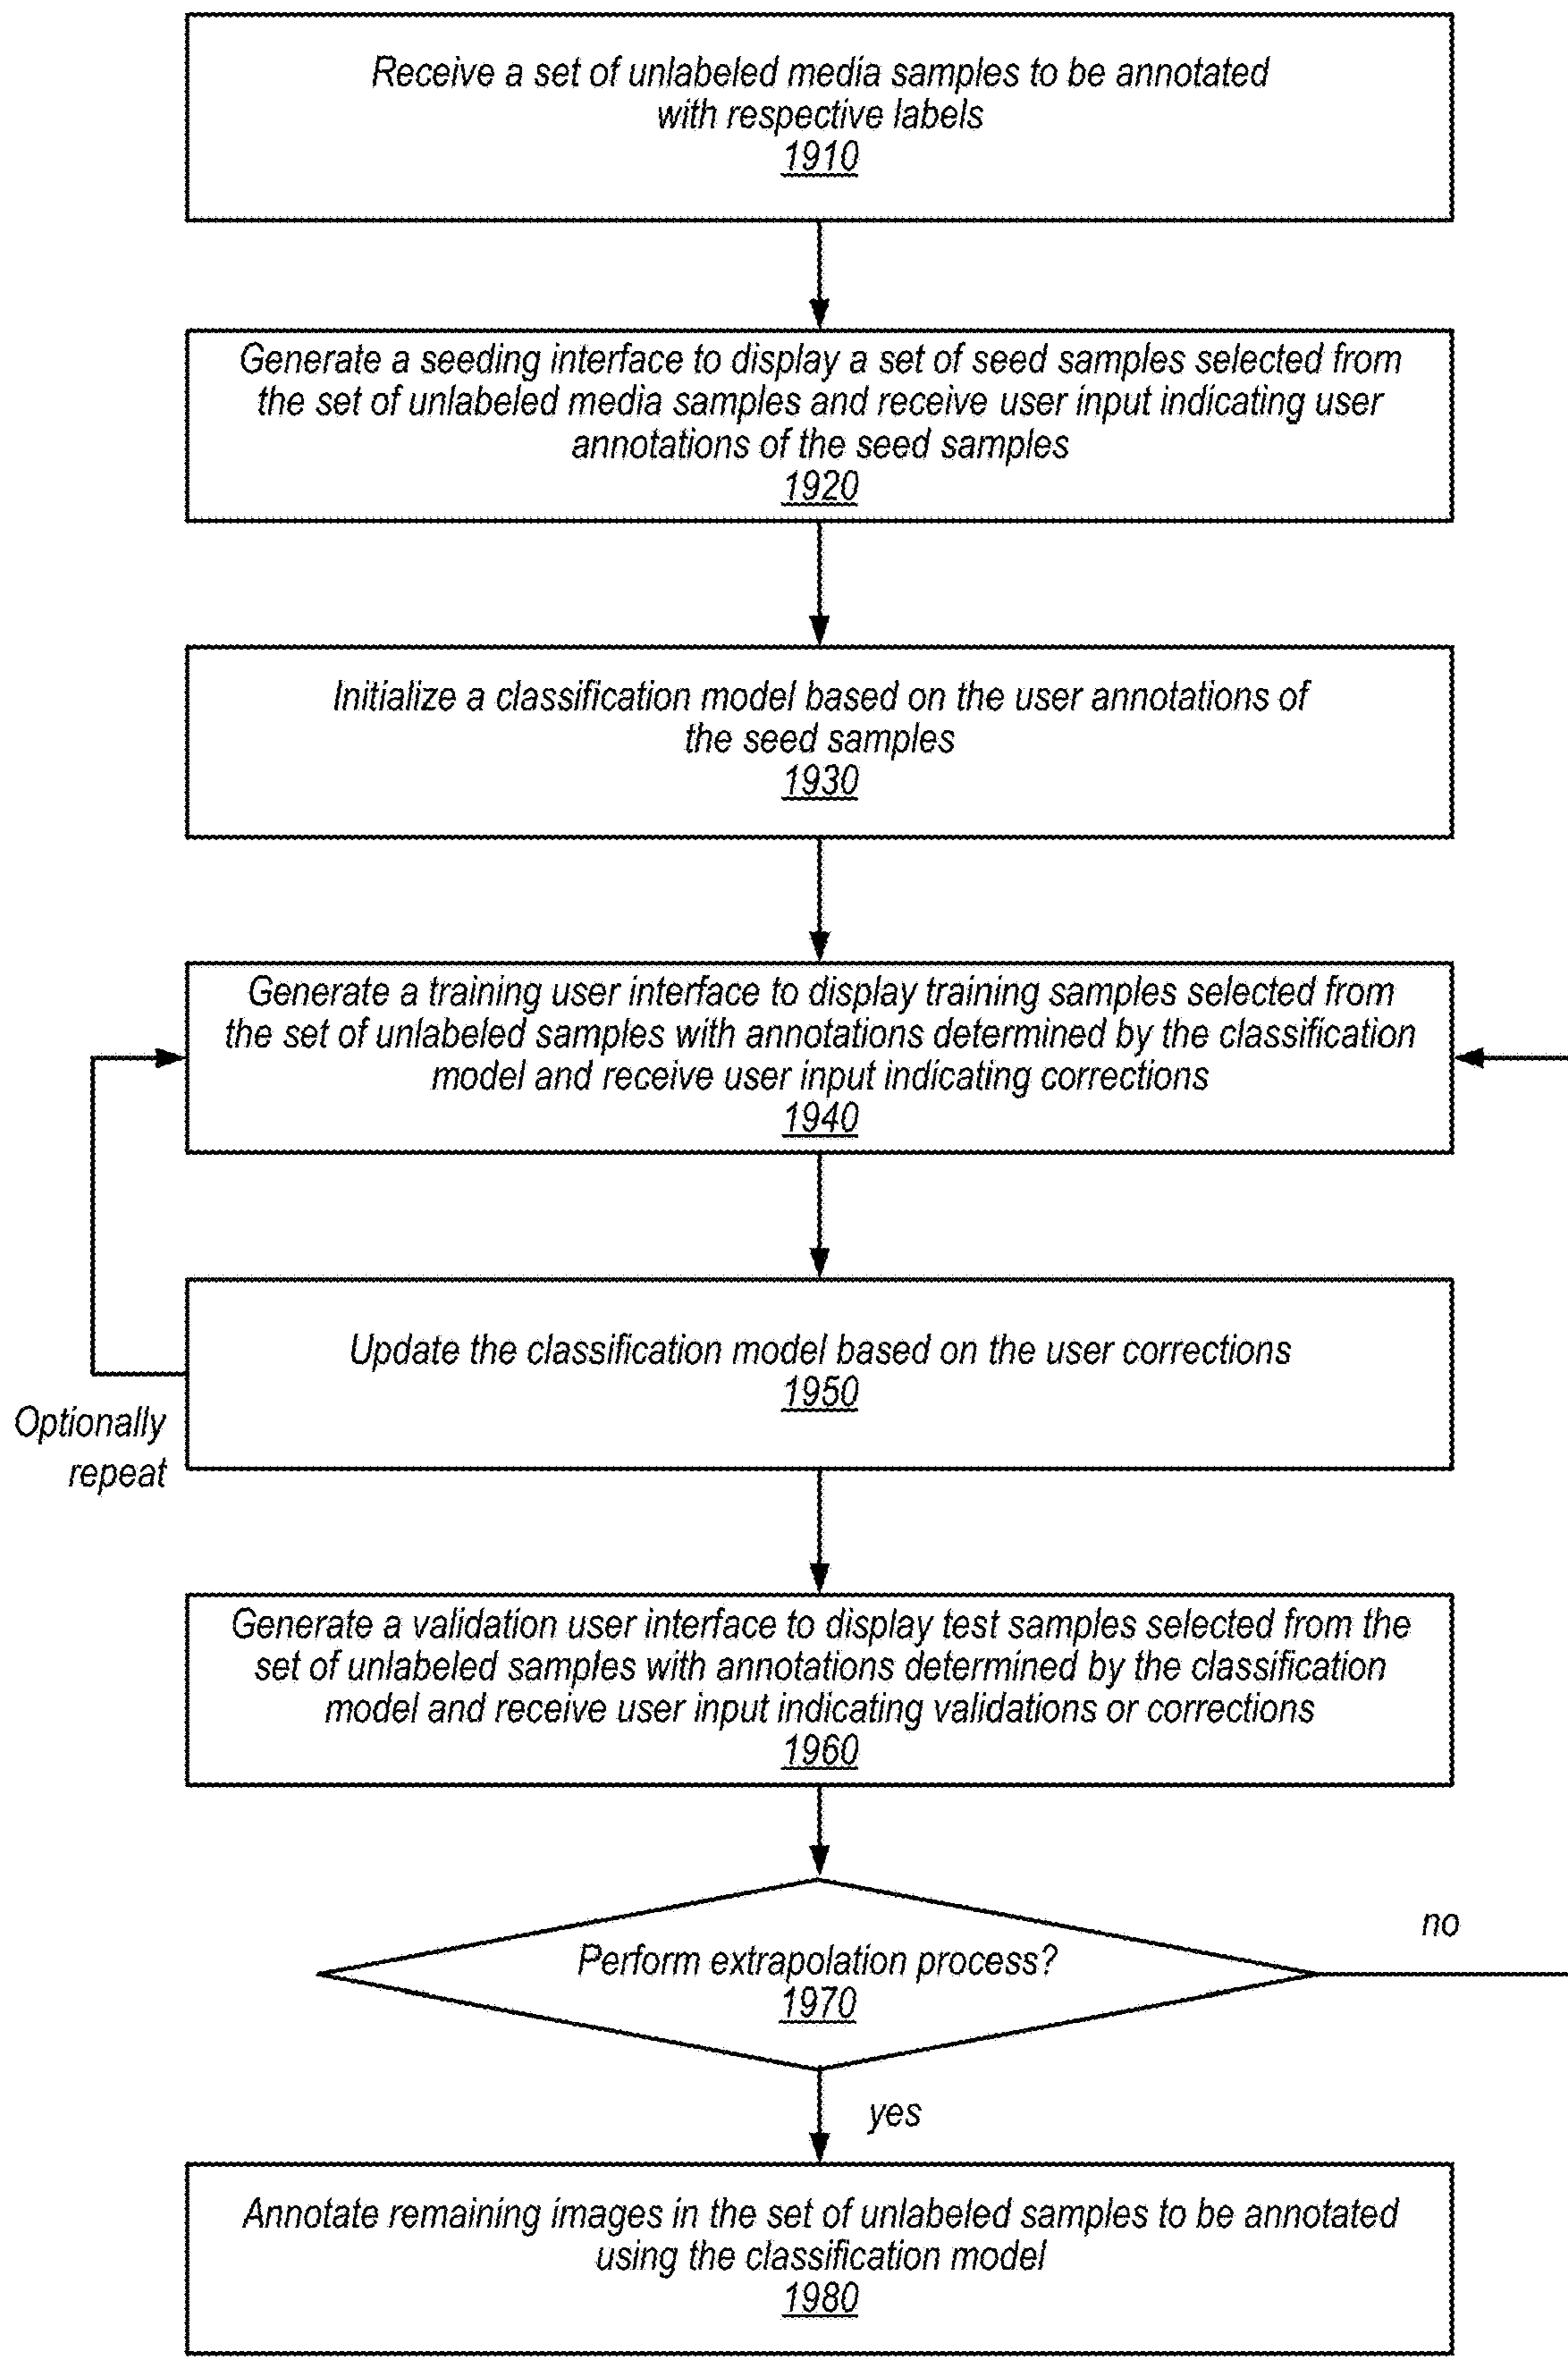 Receive a set of unlabeled media samples to be annotated
with respective labels
1910
Generate a seeding interface to display a set of seed samples selected from
the set of unlabeled media samples and receive user input indicating user
annotations of the seed samples
1920
Initialize a classification model based on the user annotations of
the seed samples
1930
Generate a training user interface to display training samples selected from
the set of unlabeled samples with annotations determined by the classification
model and receive user input indicating corrections
1940
Update the classification model based on the user corrections
1950
Optionally
repeat
Generate a validation user interface to display test samples selected from the
set of unlabeled samples with annotations determined by the classification
model and receive user input indicating validations or corrections
1960
no
Perform extrapolation process?
1970
yes
Annotate remaining images in the set of unlabeled samples to be annotated
using the classification model
1980